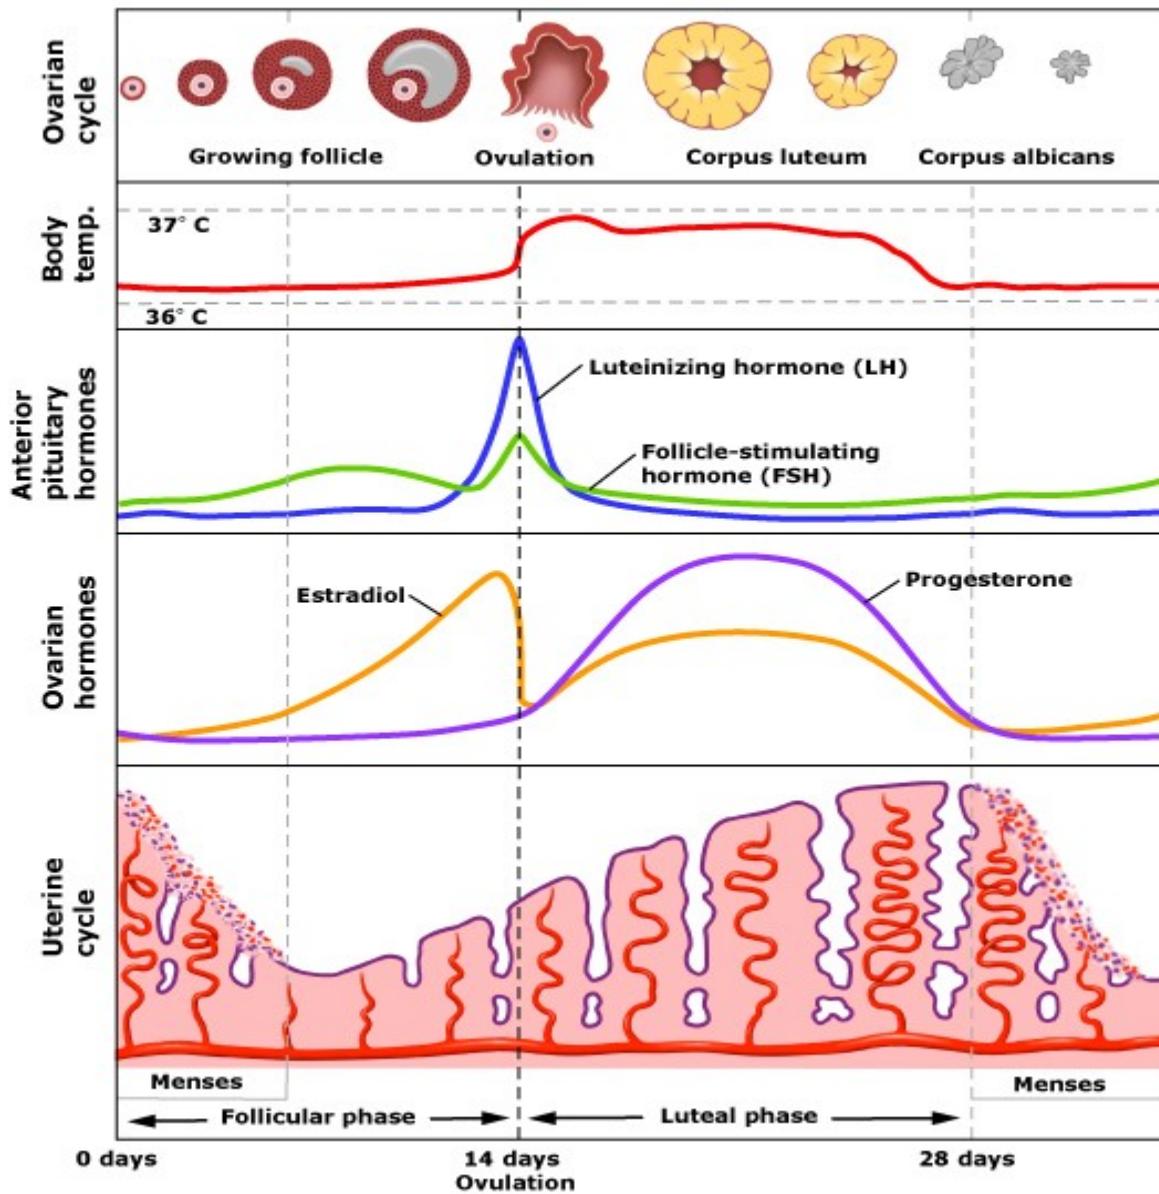 Ovarian
cycle
Growing follicle
Ovulation
Corpus luteum
Corpus albicans
Body
temp.
37° C
36° C
Anterior
pituitary
hormones
Luteinizing hormone (LH)
Follicle-stimulating
hormone (FSH)
Ovarian
hormones
Estradiol
Progesterone
Uterine
cycle
Menses
Menses
Follicular phase
Luteal phase
0 days
14 days
Ovulation
28 days